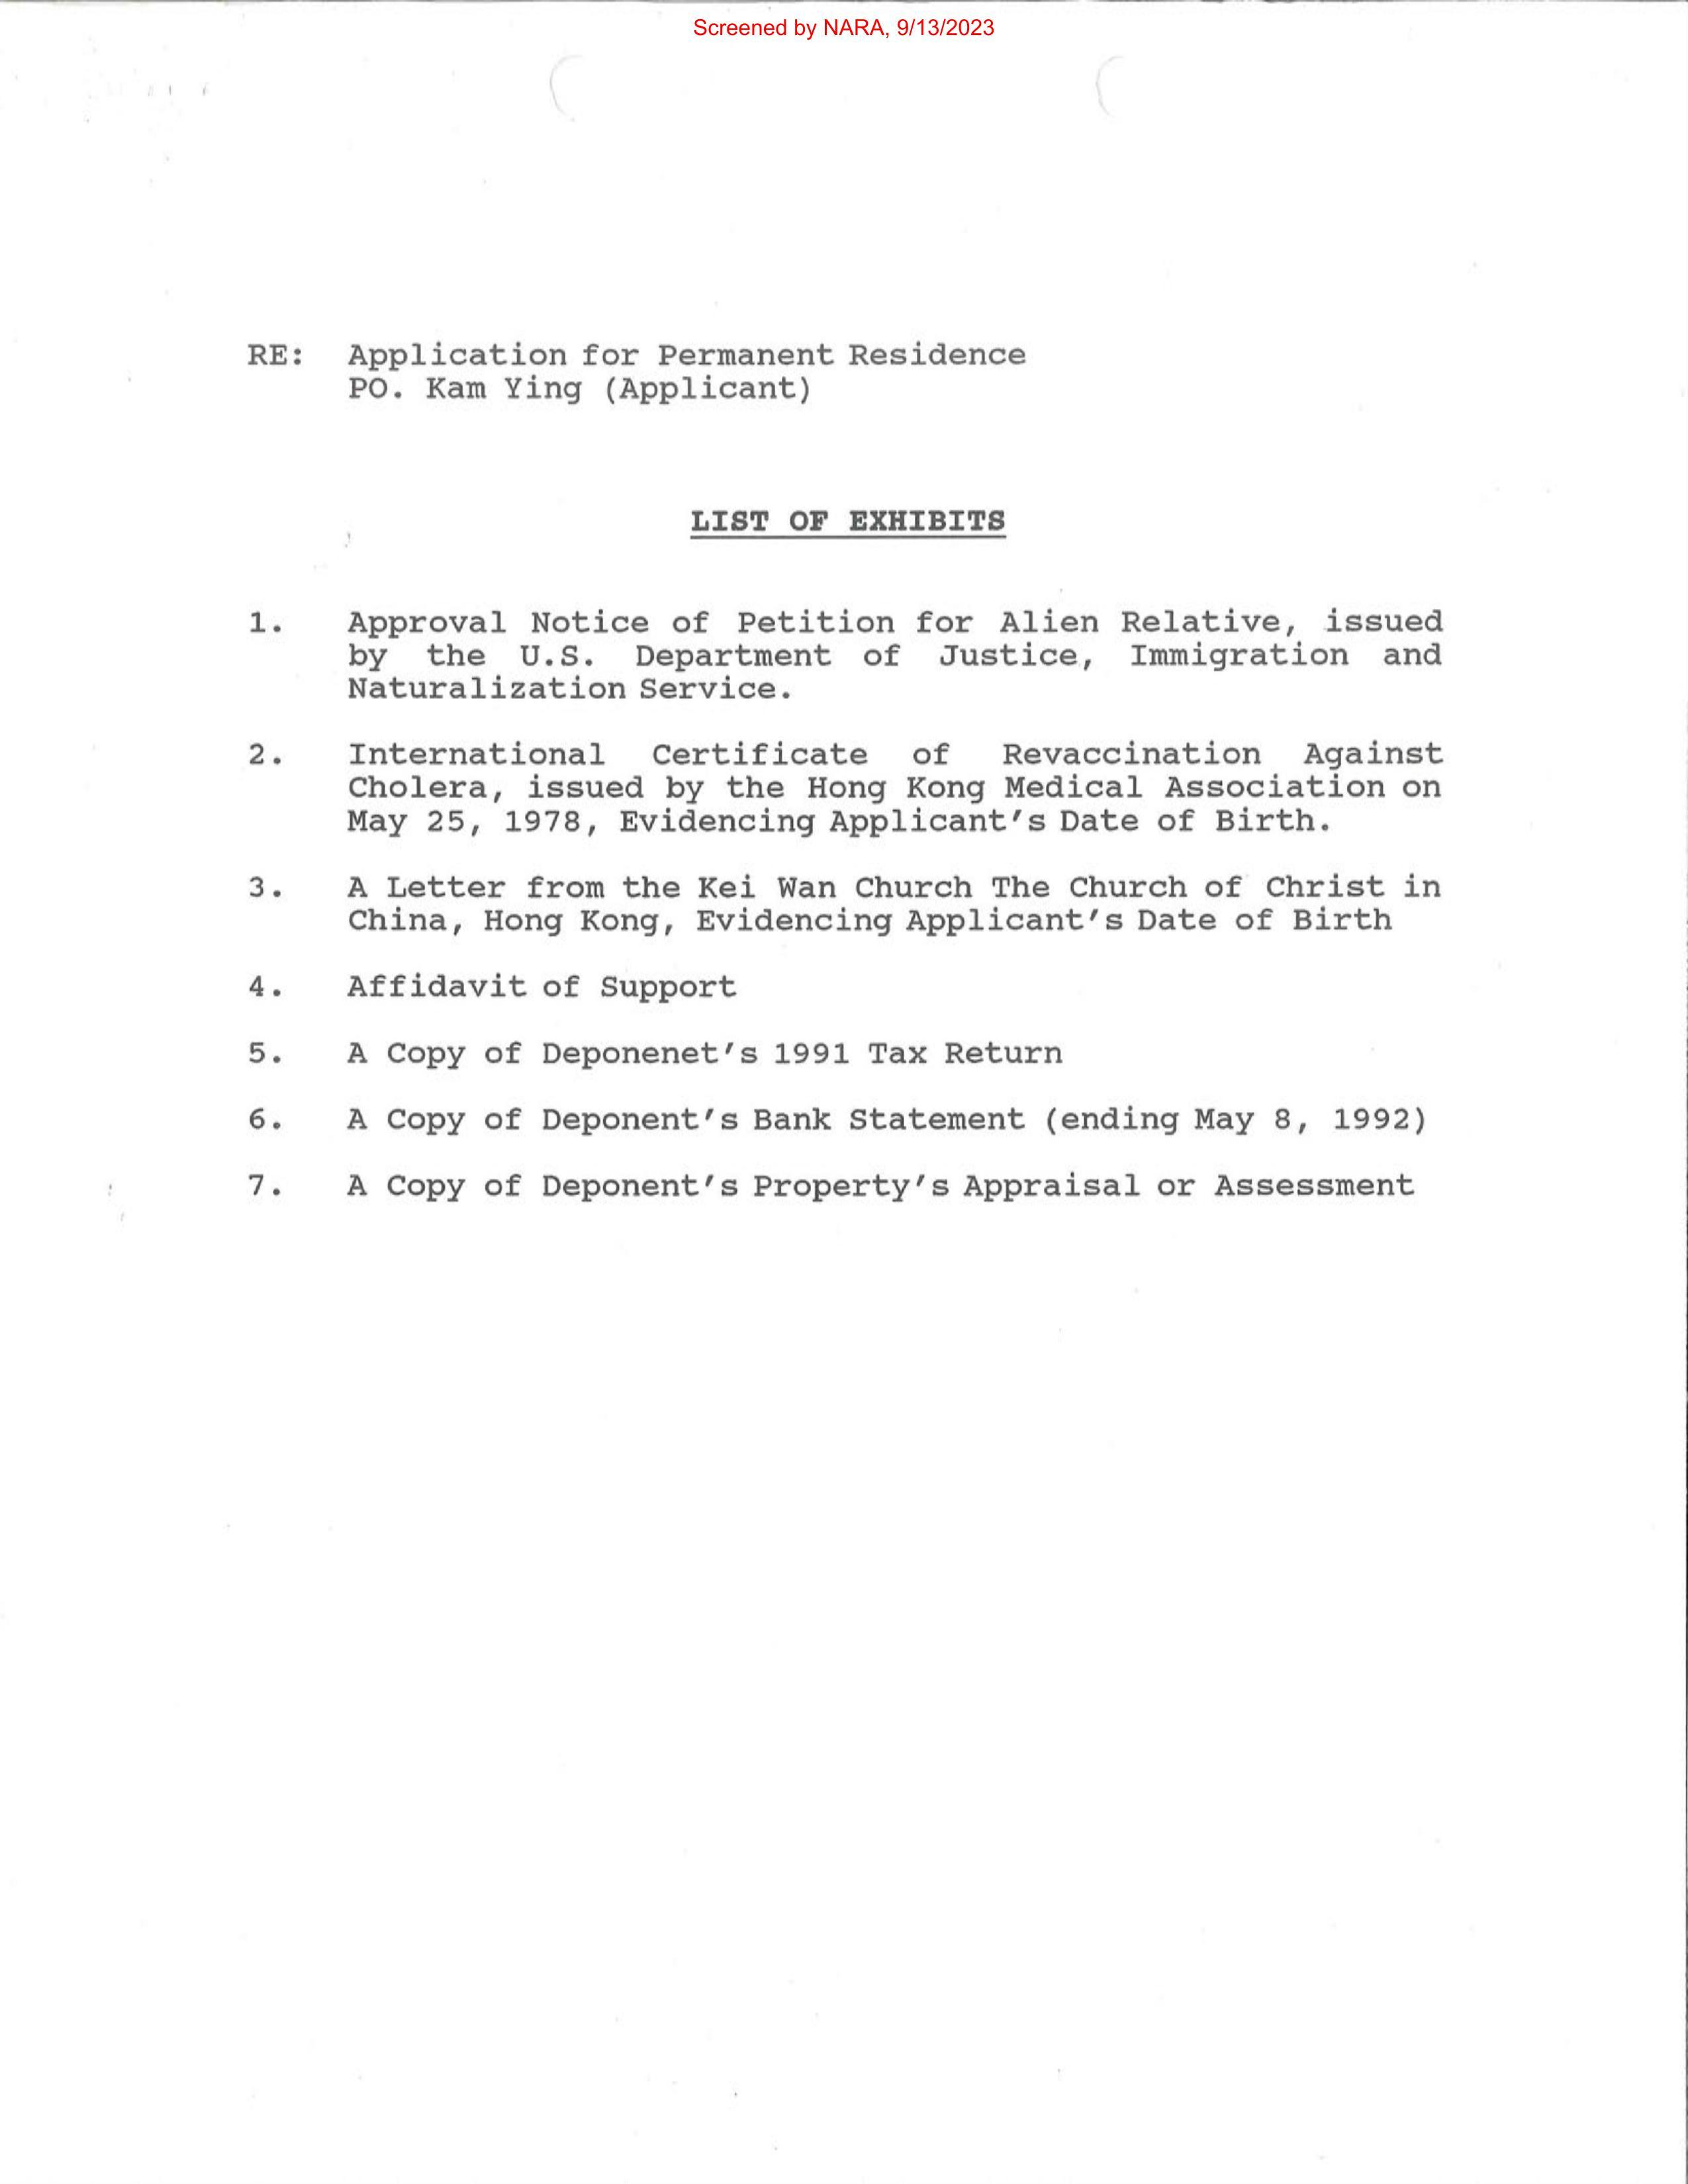 Screened by NARA, 9/13/2023
RE: Application for Permanent Residence
PO. Kam Ying (Applicant)
LIST OF EXHIBITS
1. Approval Notice of Petition for Alien Relative, issued
by the U.S. Department of Justice, Immigration and
Naturalization Service.
2. International Certificate of Revaccination Against
Cholera, issued by the Hong Kong Medical Association on
May 25, 1978, Evidencing Applicant's Date of Birth.
3. A Letter from the Kei Wan Church The Church of Christ in
China, Hong Kong, Evidencing Applicant's Date of Birth
4. Affidavit of Support
5. A Copy of Deponenet's 1991 Tax Return
6. A Copy of Deponent's Bank Statement (ending May 8, 1992)
7. A Copy of Deponent's Property's Appraisal or Assessment